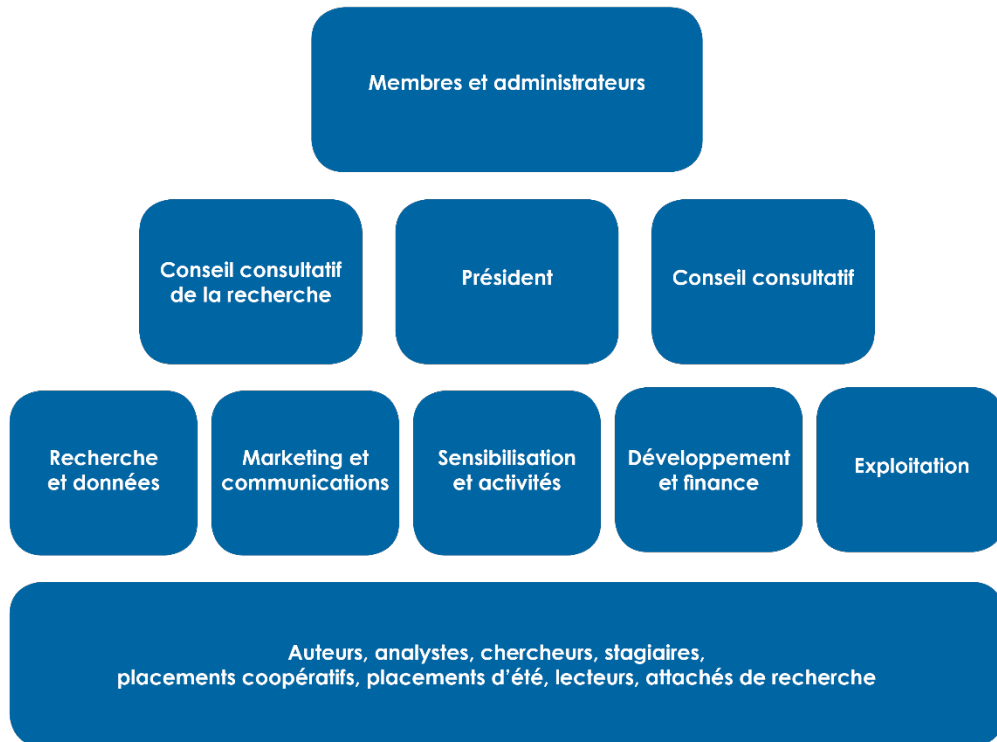 Membres et administrateurs
Conseil consultatif
de la recherche
Président
Conseil consultatif
Recherche
et données
Marketing et
communications
Sensibilisation
et activités
Développement
et finance
Exploitation
Auteurs, analystes, chercheurs, stagiaires,
placements coopératifs, placements d’été, lecteurs, attachés de recherche